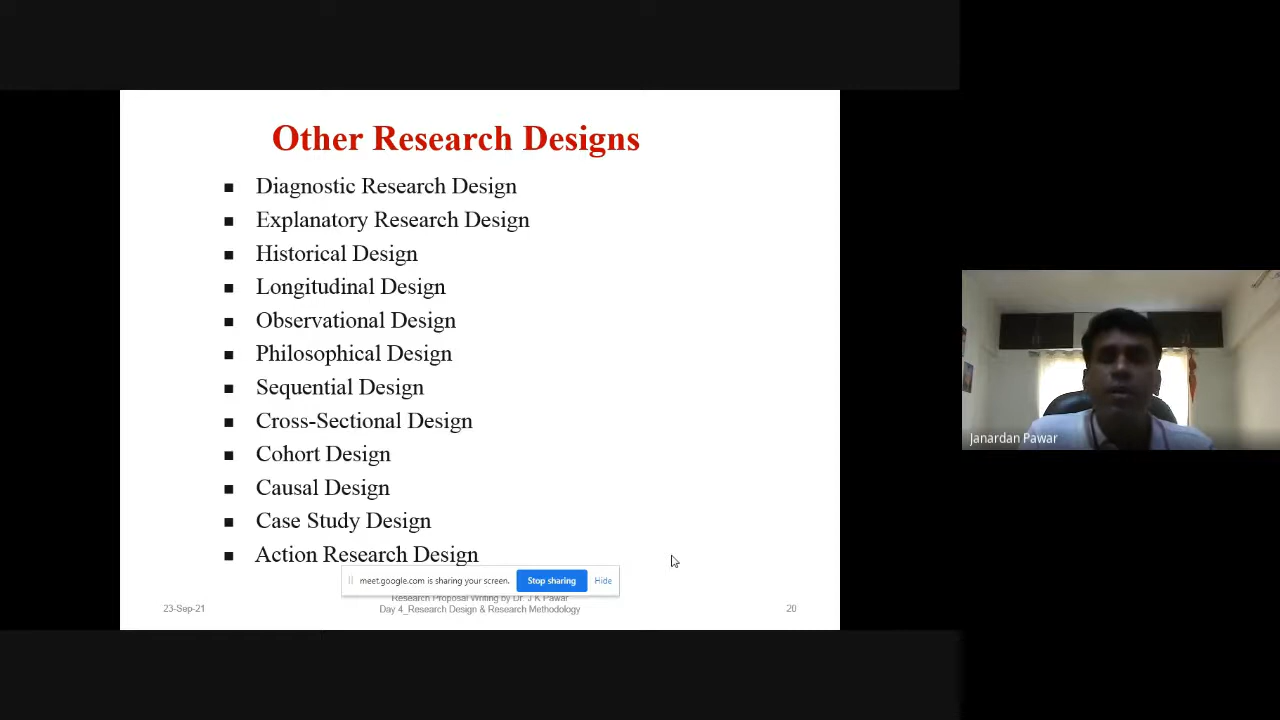 Other Research Designs
Diagnostic Research Design
Explanatory Research Design
Historical Design
Longitudinal Design
Observational Design
Philosophical Design
Sequential Design
Cross-Sectional Design
Cohort Design
Causal Design
Case Study Design
Action Research Design
meet.google.com is sharing your screen. Stop sharing Hide
Research Proposal Writing by Dr. J K Pawar
23-Sep-21 Day 4_Research Design & Research Methodology 20
Janardan Pawar